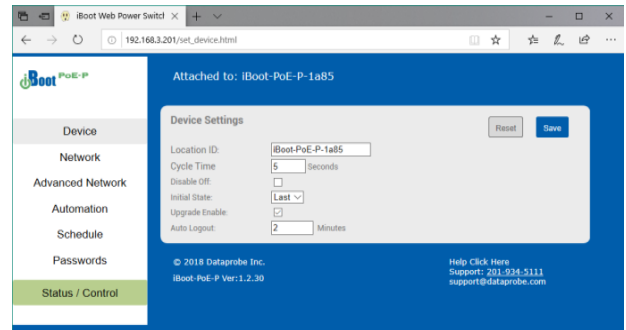 iBoot Web Power Switch
192.168.3.201/set_device.html
iBoot PoE-P
Attached to: iBoot-PoE-P-1a85
Device
Network
Advanced Network
Automation
Schedule
Passwords
Status / Control
Device Settings
Reset
Save
Location ID: iBoot-PoE-P-1a85
Cycle Time 5 Seconds
Disable Off:
Initial State: Last
Upgrade Enable:
Auto Logout: 2 Minutes
© 2018 Dataprobe Inc.
iBoot-PoE-P Ver:1.2.30
Help Click Here
Support: 201-934-5111
support@dataprobe.com